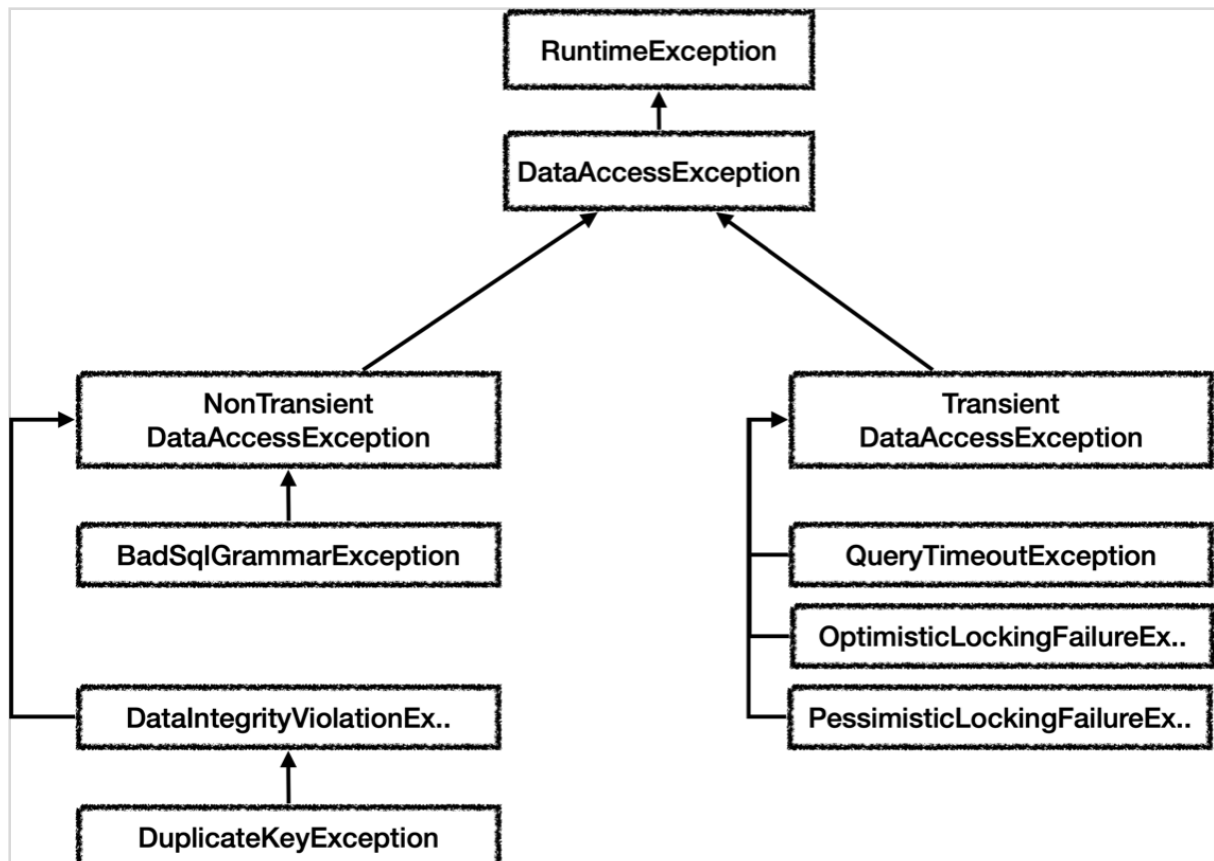 RuntimeException
DataAccessException
NonTransient
DataAccessException
Transient
DataAccessException
BadSqlGrammarException
QueryTimeoutException
OptimisticLockingFailureEx..
DataIntegrityViolationEx..
PessimisticLockingFailureEx..
DuplicateKeyException